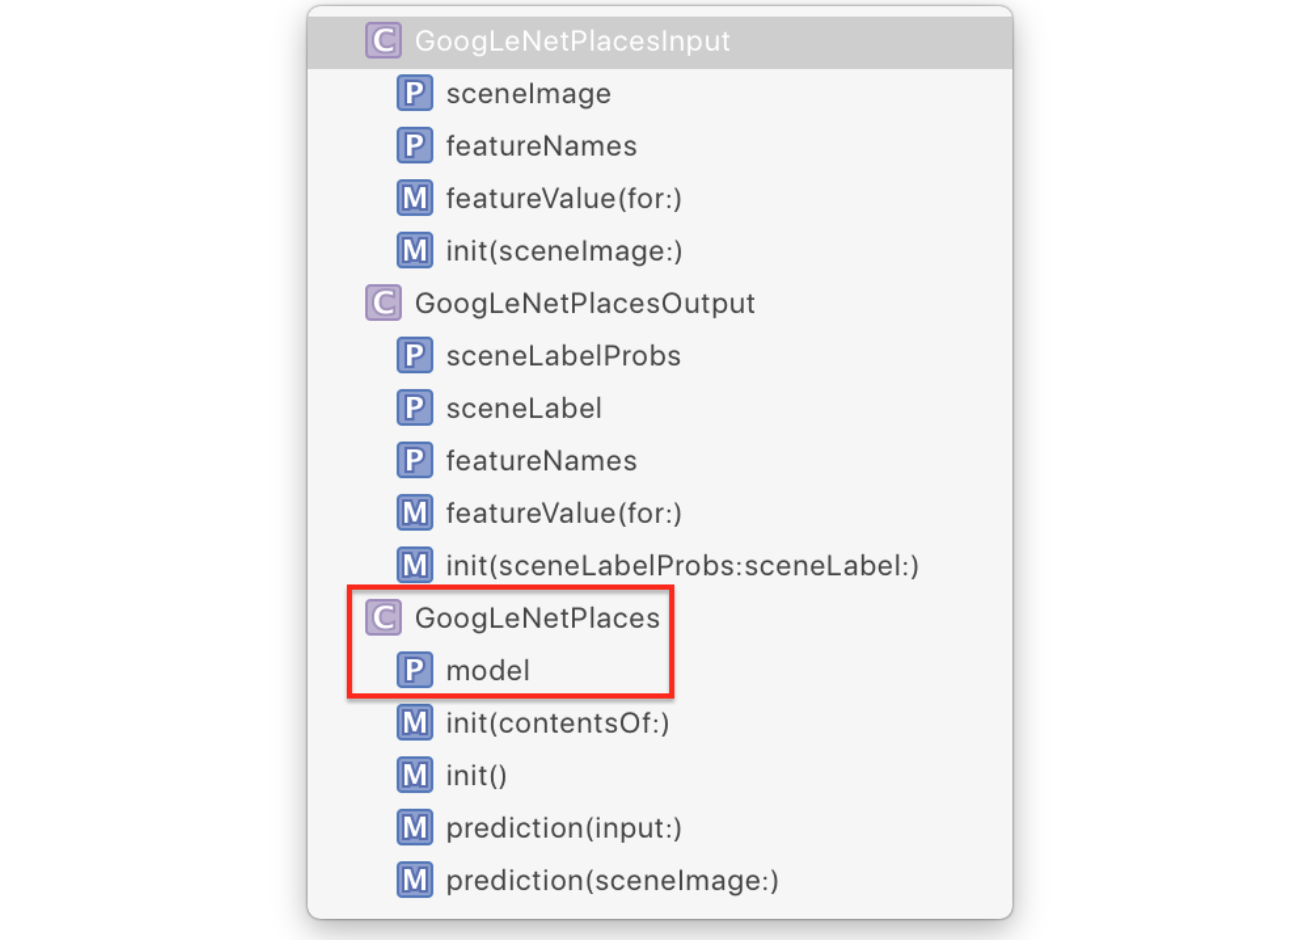 C GoogLeNetPlacesInput
P sceneImage
P featureNames
M featureValue(for:)
M init(sceneImage:)
C GoogLeNetPlacesOutput
P sceneLabelProbs
P sceneLabel
P featureNames
M featureValue(for:)
M init(sceneLabelProbs:sceneLabel:)
C GoogLeNetPlaces
P model
M init(contentsOf:)
M init()
M prediction(input:)
M prediction(sceneImage:)